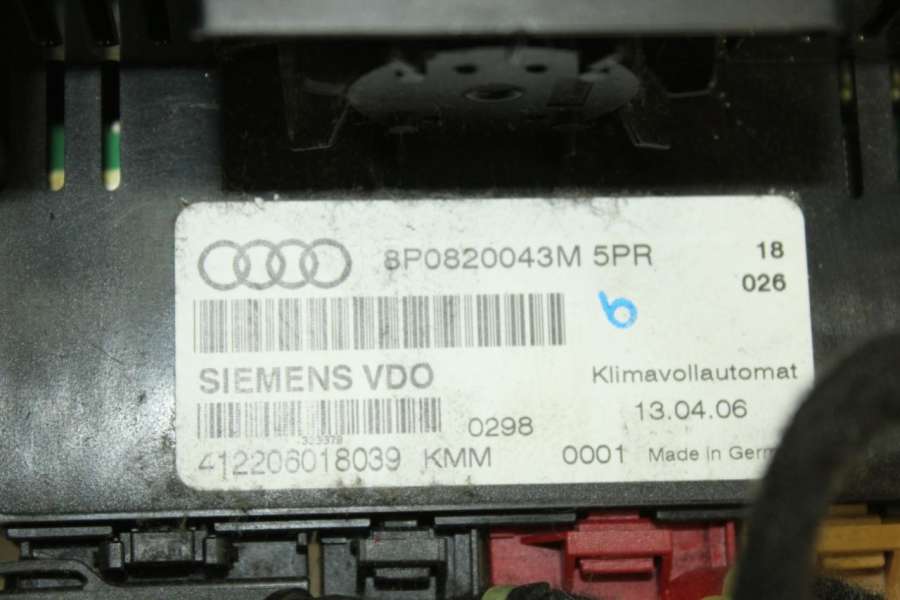 8P0820043M 5PR 18
026
b
SIEMENS VDO
Klimavollautomat
13.04.06
0298
412206018039 KMM 0001 Made in Germ